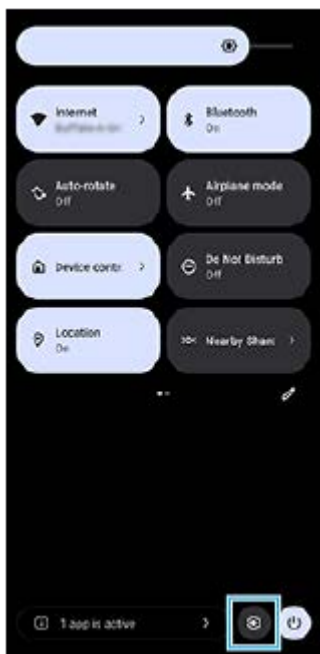 Internet
Bluetooth
On
Auto-rotate
Off
Airplane mode
Off
Device contr
Do Not Disturb
Off
Location
On
Nearby Shar
1 app is active